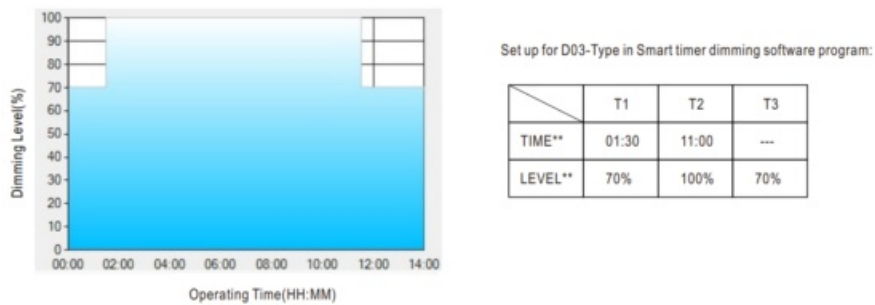 100
90
80
70
60
50
40
30
20
10
0
Dimming Level(%)
00:00 02:00 04:00 06:00 08:00 10:00 12:00 14:00
Operating Time(HH:MM)
Set up for D03-Type in Smart timer dimming software program:
T1 T2 T3
TIME** 01:30 11:00 ---
LEVEL** 70% 100% 70%